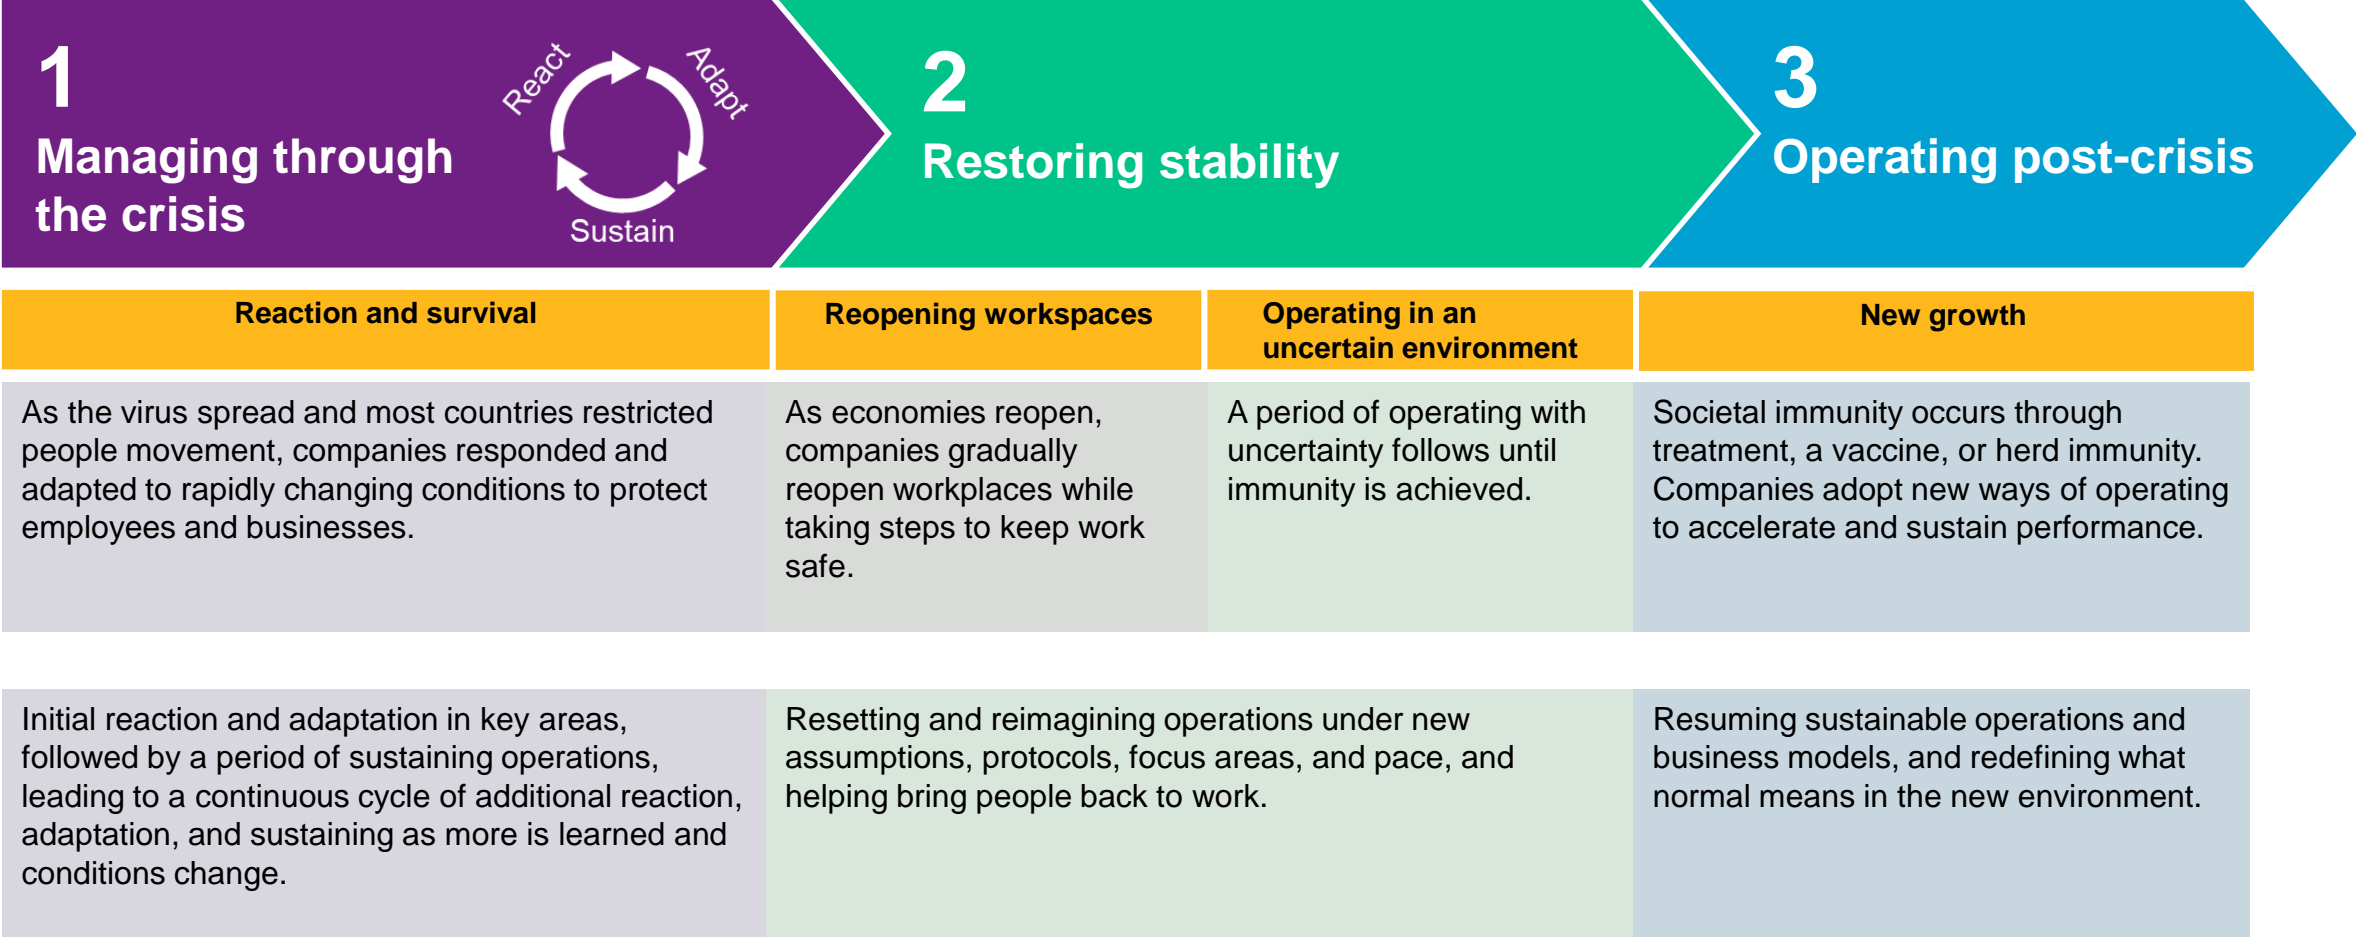 1
Managing through
the crisis
React
Adapt
Sustain
2
Restoring stability
3
Operating post-crisis
Reaction and survival
Reopening workspaces
Operating in an
uncertain environment
New growth
As the virus spread and most countries restricted
people movement, companies responded and
adapted to rapidly changing conditions to protect
employees and businesses.
As economies reopen,
companies gradually
reopen workplaces while
taking steps to keep work
safe.
A period of operating with
uncertainty follows until
immunity is achieved.
Societal immunity occurs through
treatment, a vaccine, or herd immunity.
Companies adopt new ways of operating
to accelerate and sustain performance.
Initial reaction and adaptation in key areas,
followed by a period of sustaining operations,
leading to a continuous cycle of additional reaction,
adaptation, and sustaining as more is learned and
conditions change.
Resetting and reimagining operations under new
assumptions, protocols, focus areas, and pace, and
helping bring people back to work.
Resuming sustainable operations and
business models, and redefining what
normal means in the new environment.